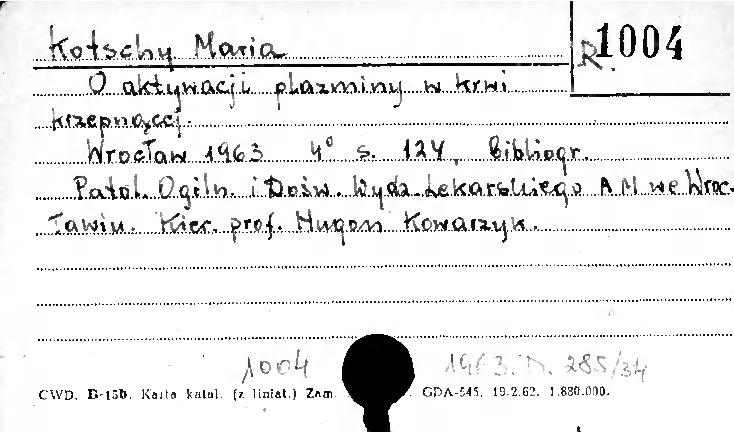 Kotschy Maria
R 1004
O aktywacji plazminy w krwi
krzepnącej.
Wrocław 1963 4° s. 124, Bibliogr.
Patol. Ogóln. i Dośw. Wydz. Lekarskiego A M we Wroc-
ławiu. Kier. prof. Hugon Kowarzyk.
1004 1963. D. 285/34
CWD. B-15b. Karta katal. (z liniat.) Zam. GDA-545. 19.2.62. 1.880.000.